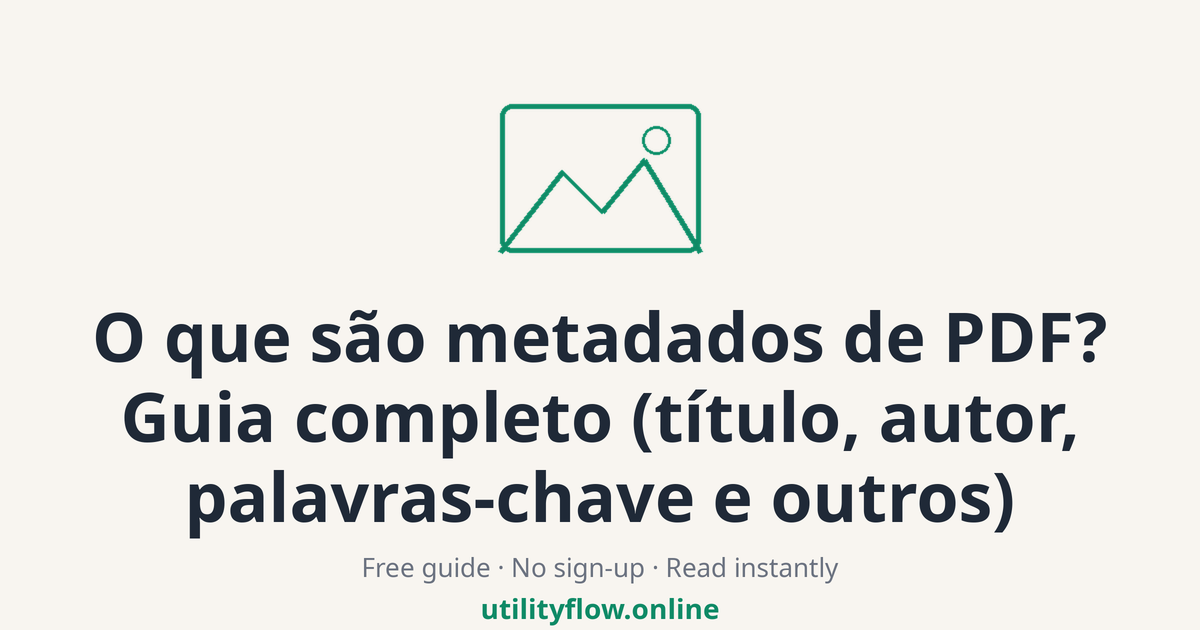 O que são metadados de PDF?
Guia completo (título, autor,
palavras-chave e outros)
Free guide · No sign-up · Read instantly
utilityflow.online